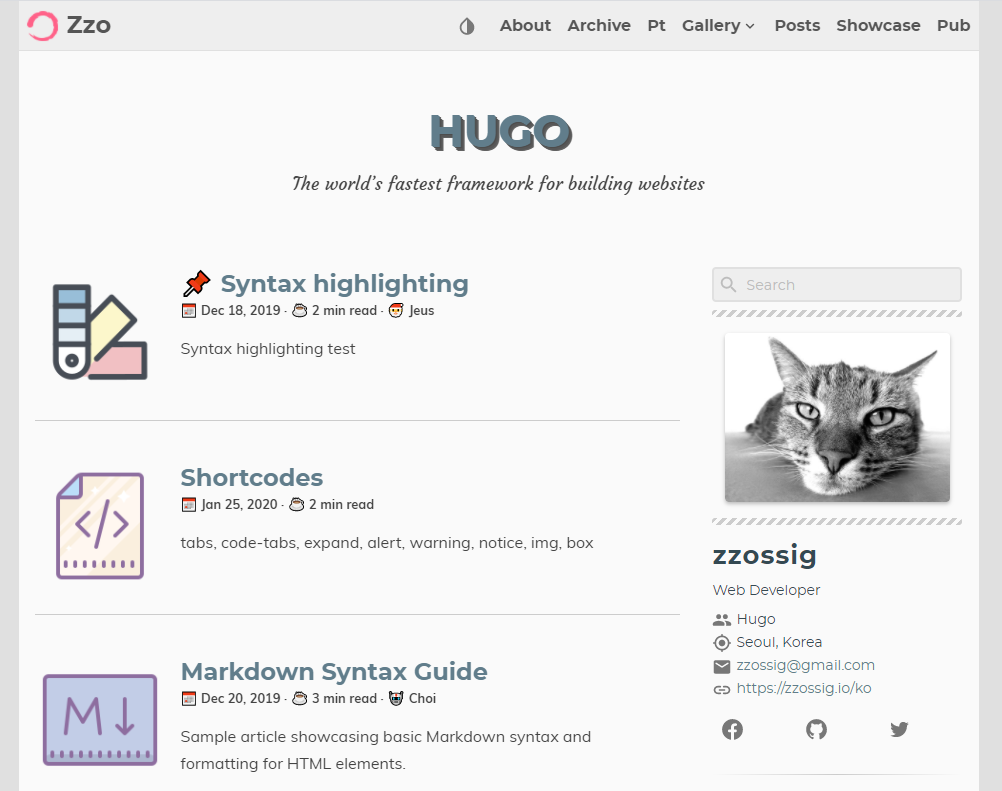 Zzo
About Archive Pt Gallery Posts Showcase Pub
HUGO
The world's fastest framework for building websites
Syntax highlighting
Dec 18, 2019 · 2 min read · Jeus
Syntax highlighting test
Shortcodes
Jan 25, 2020 · 2 min read
tabs, code-tabs, expand, alert, warning, notice, img, box
M
Markdown Syntax Guide
Dec 20, 2019 · 3 min read · Choi
Sample article showcasing basic Markdown syntax and
formatting for HTML elements.
Search
zzossig
Web Developer
Hugo
Seoul, Korea
zzossig@gmail.com
https://zzossig.io/ko